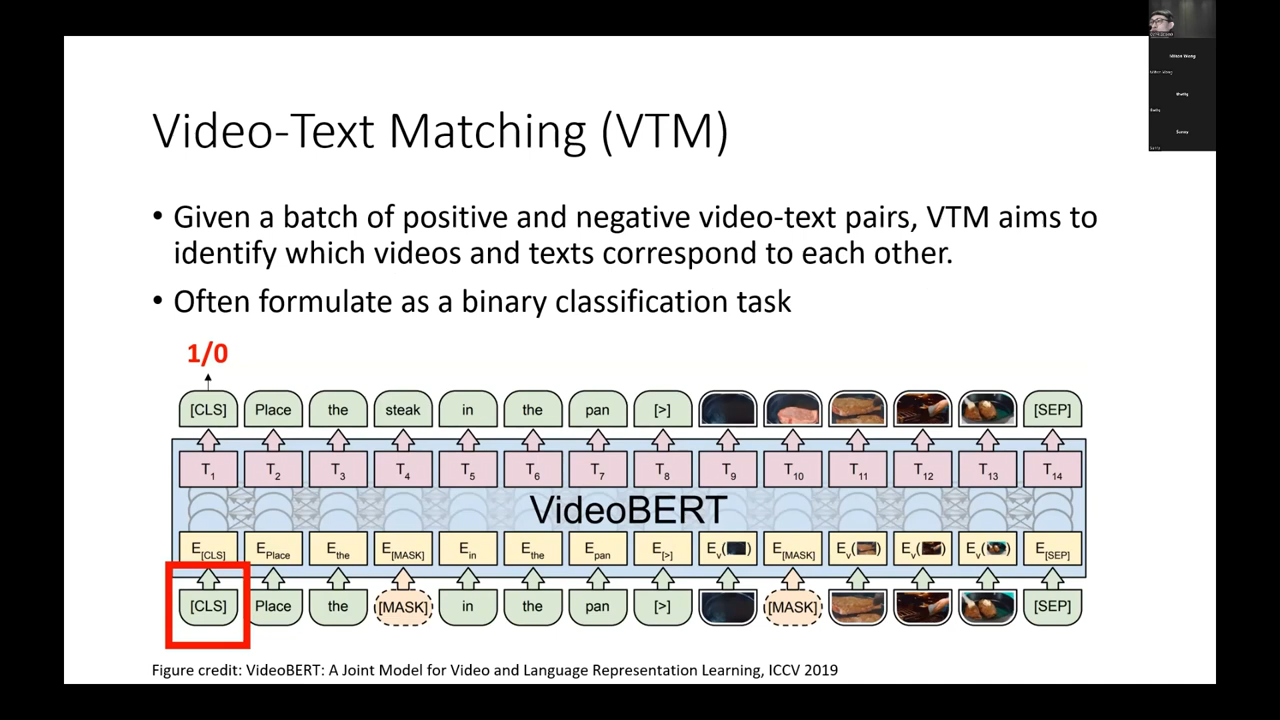 Video-Text Matching (VTM)
• Given a batch of positive and negative video-text pairs, VTM aims to
identify which videos and texts correspond to each other.
• Often formulate as a binary classification task
1/0
[CLS] Place the steak in the pan [>] [SEP]
T1 T2 T3 T4 T5 T6 T7 T8 T9 T10 T11 T12 T13 T14
VideoBERT
E[CLS] EPlace Ethe E[MASK] Ein Ethe Epan E[>] Ev( ) E[MASK] Ev( ) Ev( ) Ev( ) E[SEP]
[CLS] Place the [MASK] in the pan [>] [MASK] [SEP]
Figure credit: VideoBERT: A Joint Model for Video and Language Representation Learning, ICCV 2019